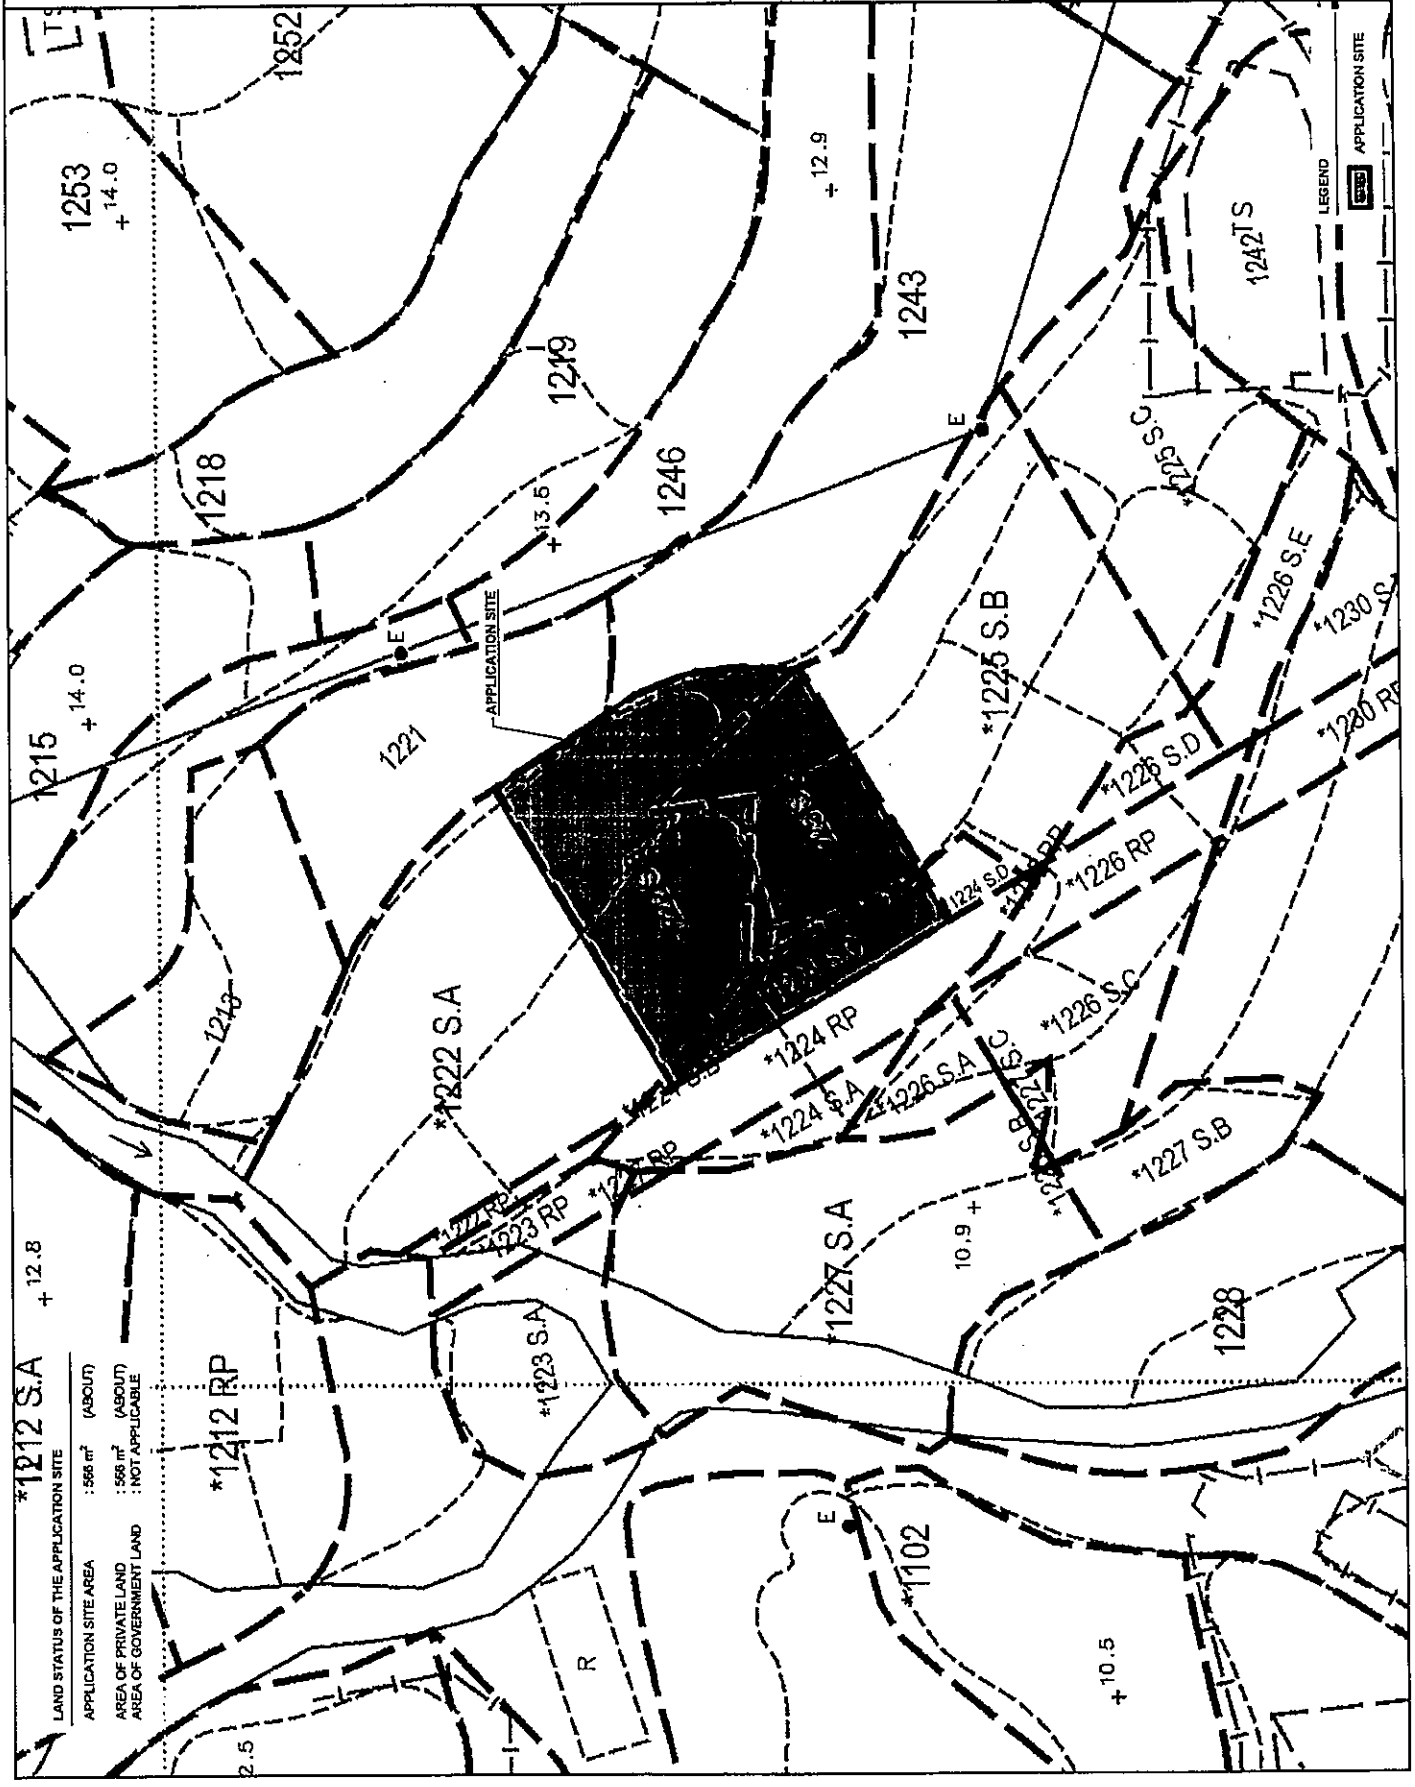 *1212 S.A
LAND STATUS OF THE APPLICATION SITE
APPLICATION SITE AREA : 566 m² (ABOUT)
AREA OF PRIVATE LAND : 566 m² (ABOUT)
AREA OF GOVERNMENT LAND : NOT APPLICABLE
+ 12.8
*1212 RP
2.5
R
*1223 S.A
1215
+ 14.0
1213
1253
+ 14.0
1252
TS
1218
1221
E
APPLICATION SITE
*1222 S.A
1223 RP
+ 13.5
1219
1246
+ 12.9
1243
E
*1224 RP
*1224 S.A
*1226 S.A
1224 S.D
*1225 S.B
*1226 RP
*1226 S.D
*1226 S.C
*1226 S.E
*1230 S.
*1230 RP
*1227 S.A
*1227 S.B
10.9 +
1228
E
*1102
+ 10.5
1242
TS
LEGEND
APPLICATION SITE